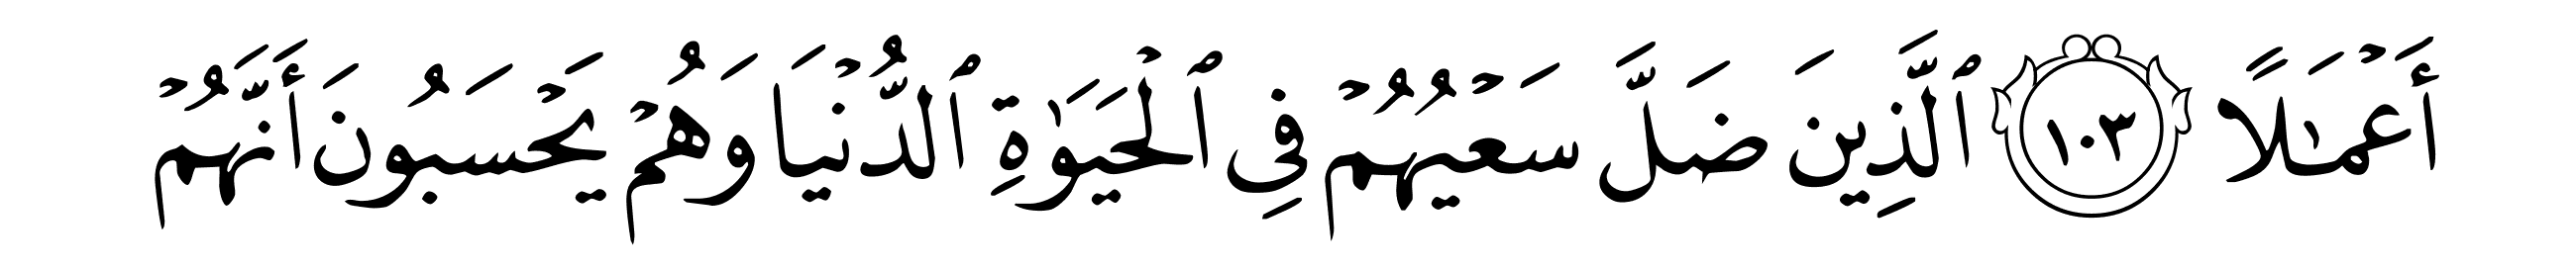 أَعْمَـٰلًا ١٠٣ ٱلَّذِينَ ضَلَّ سَعْيُهُمْ فِى ٱلْحَيَوٰةِ ٱلدُّنْيَا وَهُمْ يَحْسَبُونَ أَنَّهُمْ